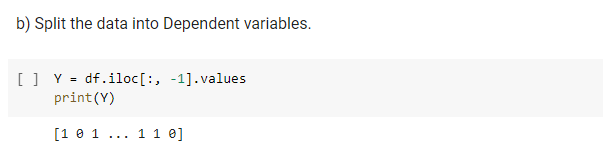 b) Split the data into Dependent variables.
[ ] Y = df.iloc[:, -1].values
print(Y)
[1 0 1 ... 1 1 0]